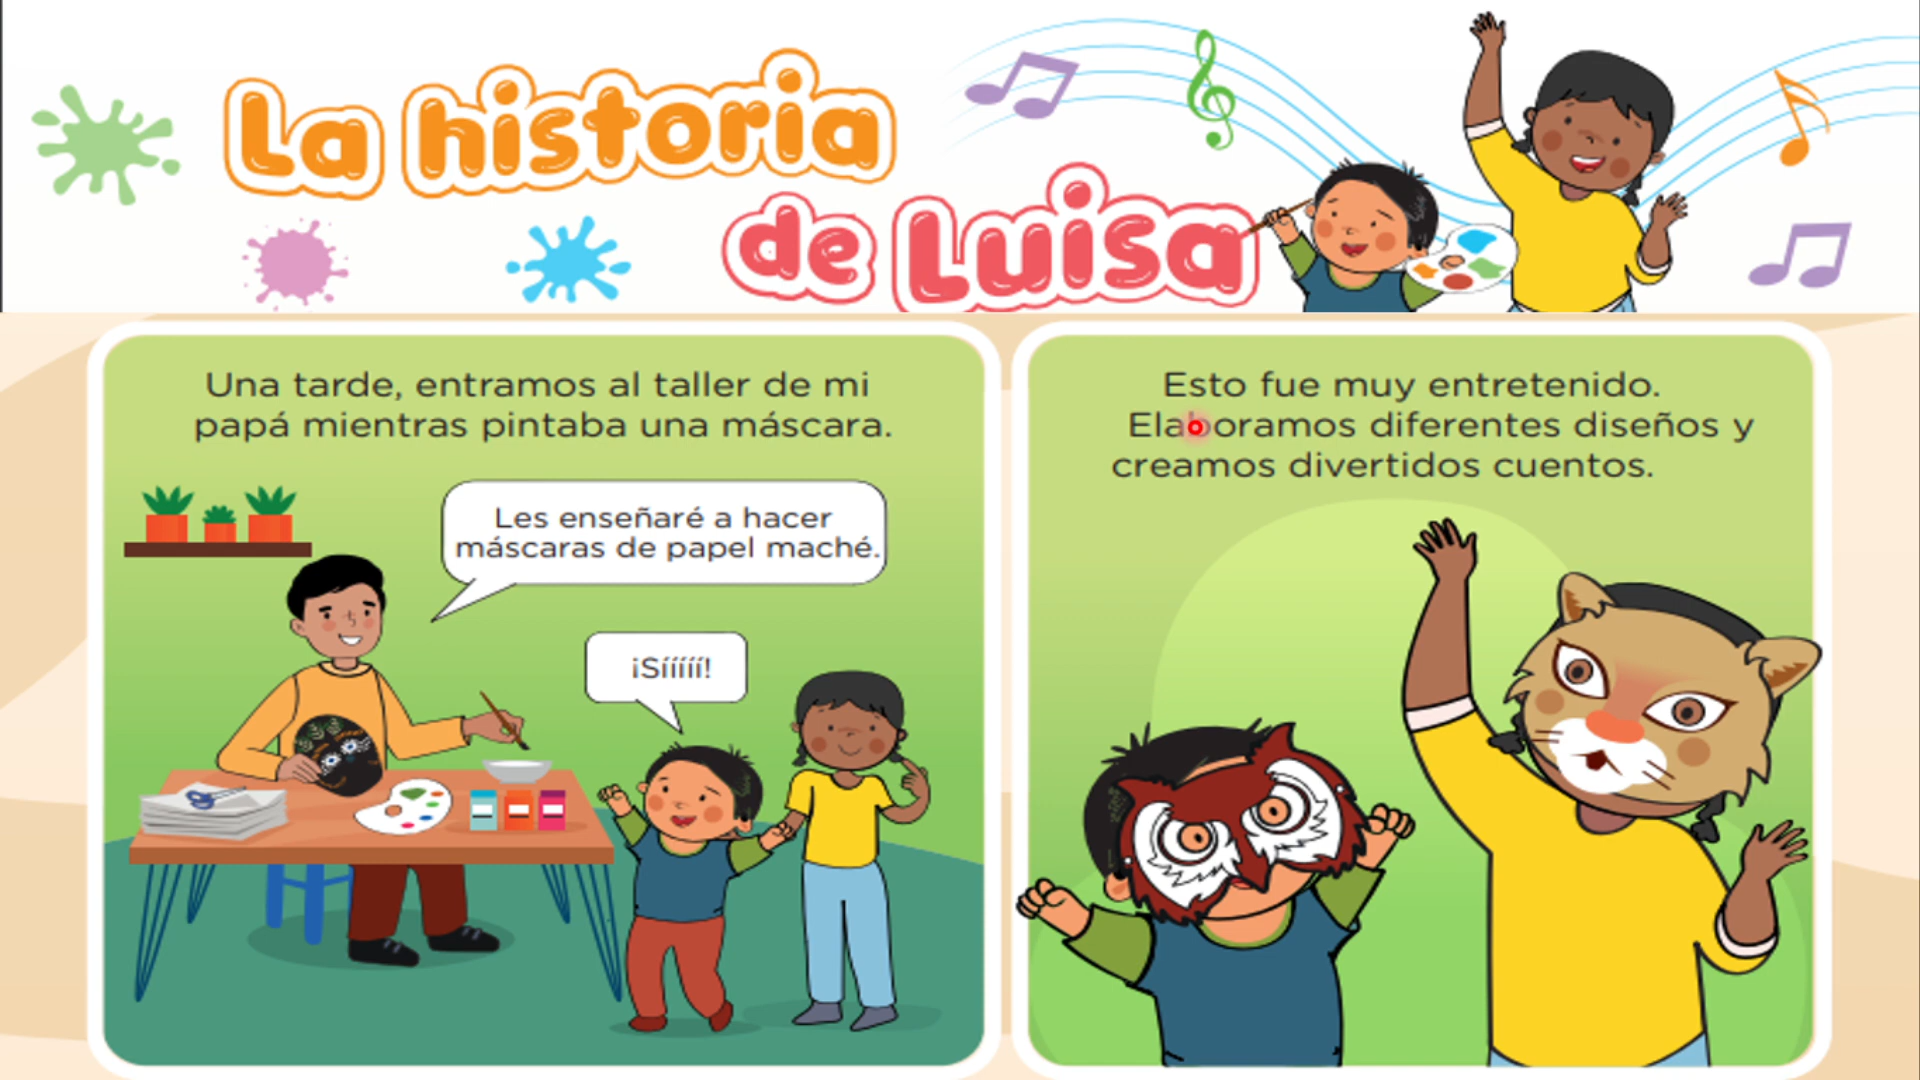 La historia
de Luisa
Una tarde, entramos al taller de mi
papá mientras pintaba una máscara.
Les enseñaré a hacer
máscaras de papel maché.
¡Sííííí!
Esto fue muy entretenido.
Elaboramos diferentes diseños y
creamos divertidos cuentos.